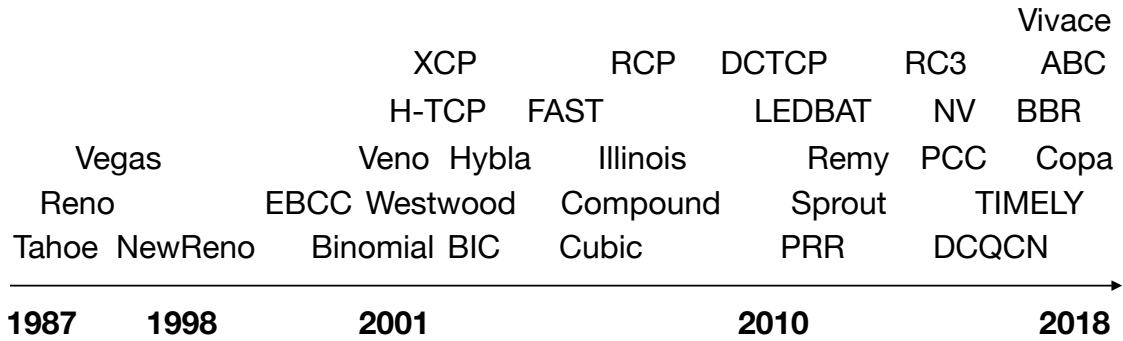 Vivace
XCP RCP DCTCP RC3 ABC
H-TCP FAST LEDBAT NV BBR
Vegas Veno Hybla Illinois Remy PCC Copa
Reno EBCC Westwood Compound Sprout TIMELY
Tahoe NewReno Binomial BIC Cubic PRR DCQCN
1987 1998 2001 2010 2018